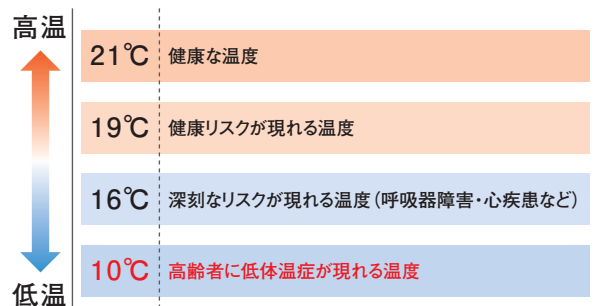 高温
21℃ 健康な温度
19℃ 健康リスクが現れる温度
16℃ 深刻なリスクが現れる温度(呼吸器障害・心疾患など)
10℃ 高齢者に低体温症が現れる温度
低温